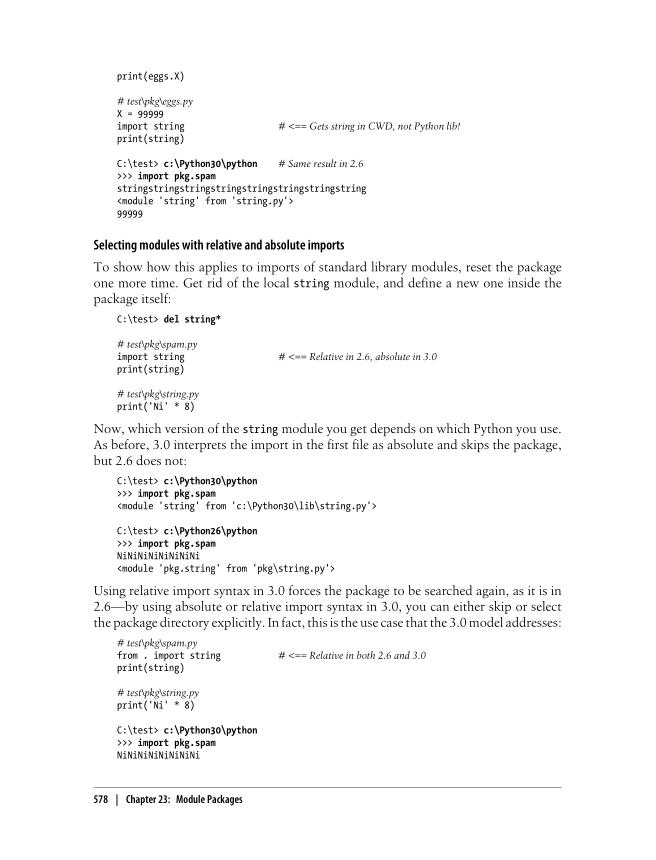 print(eggs.X)
# test\pkg\eggs.py
X = 99999
import string # <== Gets string in CWD, not Python lib!
print(string)
C:\test> c:\Python30\python # Same result in 2.6
>>> import pkg.spam
stringstringstringstringstringstringstringstring
<module 'string' from 'string.py'>
99999
Selecting modules with relative and absolute imports
To show how this applies to imports of standard library modules, reset the package
one more time. Get rid of the local string module, and define a new one inside the
package itself:
C:\test> del string*
# test\pkg\spam.py
import string # <== Relative in 2.6, absolute in 3.0
print(string)
# test\pkg\string.py
print('Ni' * 8)
Now, which version of the string module you get depends on which Python you use.
As before, 3.0 interprets the import in the first file as absolute and skips the package,
but 2.6 does not:
C:\test> c:\Python30\python
>>> import pkg.spam
<module 'string' from 'c:\Python30\lib\string.py'>
C:\test> c:\Python26\python
>>> import pkg.spam
NiNiNiNiNiNiNiNi
<module 'pkg.string' from 'pkg\string.py'>
Using relative import syntax in 3.0 forces the package to be searched again, as it is in
2.6—by using absolute or relative import syntax in 3.0, you can either skip or select
the package directory explicitly. In fact, this is the use case that the 3.0 model addresses:
# test\pkg\spam.py
from . import string # <== Relative in both 2.6 and 3.0
print(string)
# test\pkg\string.py
print('Ni' * 8)
C:\test> c:\Python30\python
>>> import pkg.spam
NiNiNiNiNiNiNiNi
578 | Chapter 23: Module Packages